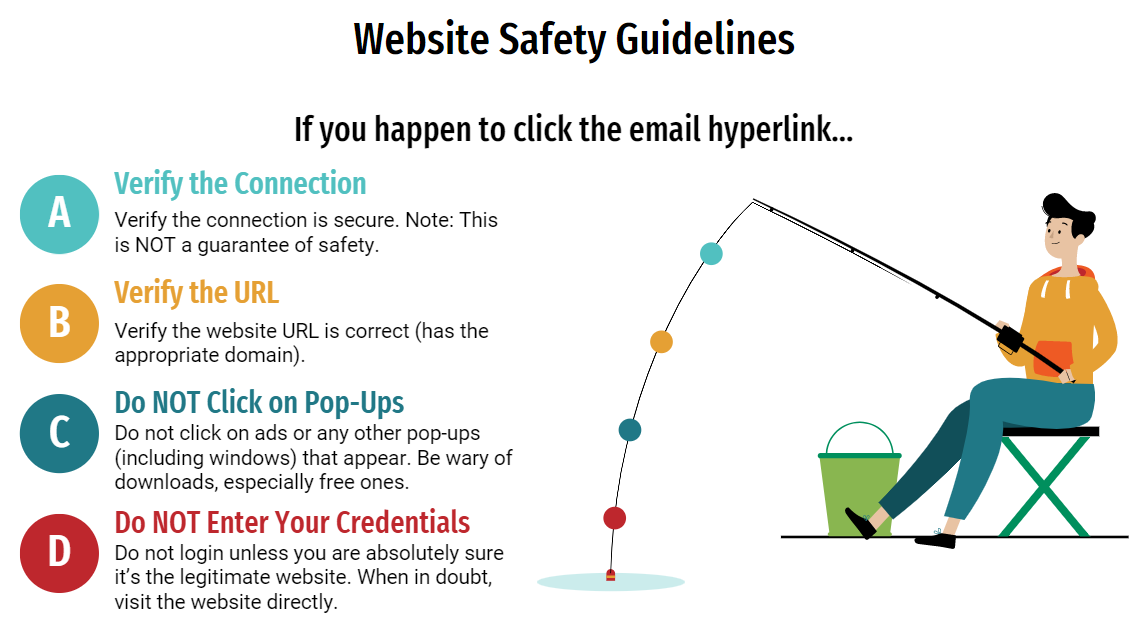 Website Safety Guidelines
If you happen to click the email hyperlink...
A
Verify the Connection
Verify the connection is secure. Note: This
is NOT a guarantee of safety.
B
Verify the URL
Verify the website URL is correct (has the
appropriate domain).
C
Do NOT Click on Pop-Ups
Do not click on ads or any other pop-ups
(including windows) that appear. Be wary of
downloads, especially free ones.
D
Do NOT Enter Your Credentials
Do not login unless you are absolutely sure
it’s the legitimate website. When in doubt,
visit the website directly.